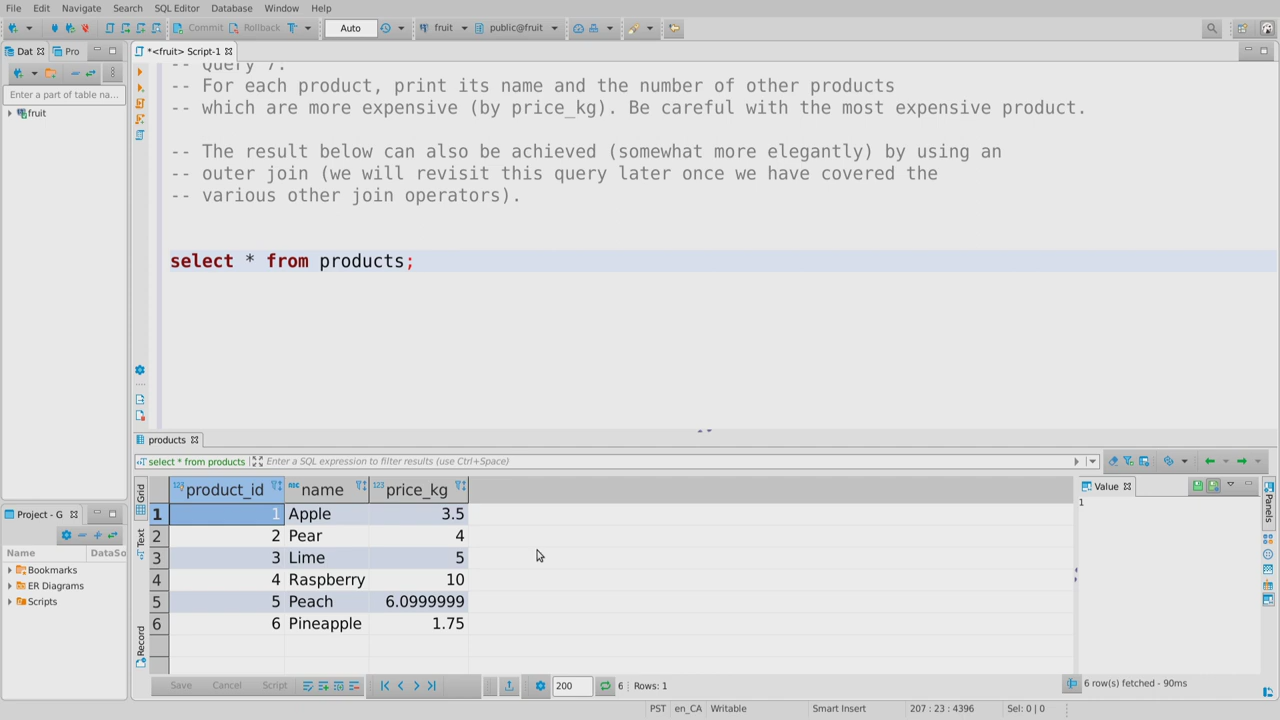 File Edit Navigate Search SQL Editor Database Window Help
Commit Rollback Auto fruit public@fruit
Dat Pro *<fruit> Script-1
Enter a part of table na...
fruit
-- Query 7:
-- For each product, print its name and the number of other products
-- which are more expensive (by price_kg). Be careful with the most expensive product.
-- The result below can also be achieved (somewhat more elegantly) by using an
-- outer join (we will revisit this query later once we have covered the
-- various other join operators).
select * from products;
products
select * from products Enter a SQL expression to filter results (use Ctrl+Space)
Grid
Text
Record
123 product_id ABC name 123 price_kg
1 1 Apple 3.5
2 2 Pear 4
3 3 Lime 5
4 4 Raspberry 10
5 5 Peach 6.0999999
6 6 Pineapple 1.75
Value
1
Panels
Project - G
Name DataSo
Bookmarks
ER Diagrams
Scripts
Save Cancel Script 200 6 Rows: 1
6 row(s) fetched - 90ms
PST en_CA Writable Smart Insert 207 : 23 : 4396 Sel: 0 | 0